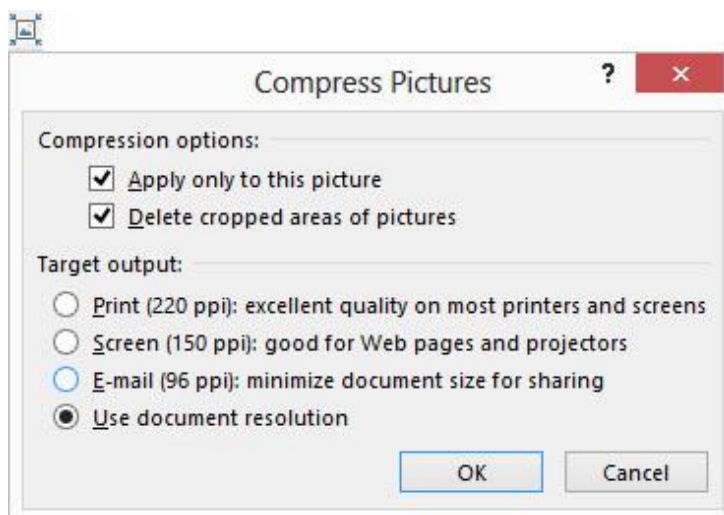 Compress Pictures ?
Compression options:
Apply only to this picture
Delete cropped areas of pictures
Target output:
Print (220 ppi): excellent quality on most printers and screens
Screen (150 ppi): good for Web pages and projectors
E-mail (96 ppi): minimize document size for sharing
Use document resolution
OK Cancel